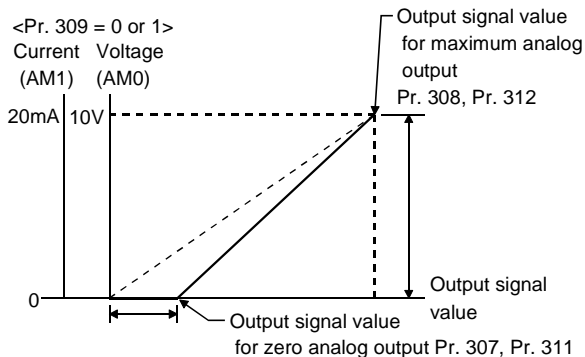 <Pr. 309 = 0 or 1>
Current Voltage
(AM1) (AM0)
20mA 10V
0
Output signal value
for maximum analog
output
Pr. 308, Pr. 312
Output signal
value
Output signal value
for zero analog output Pr. 307, Pr. 311